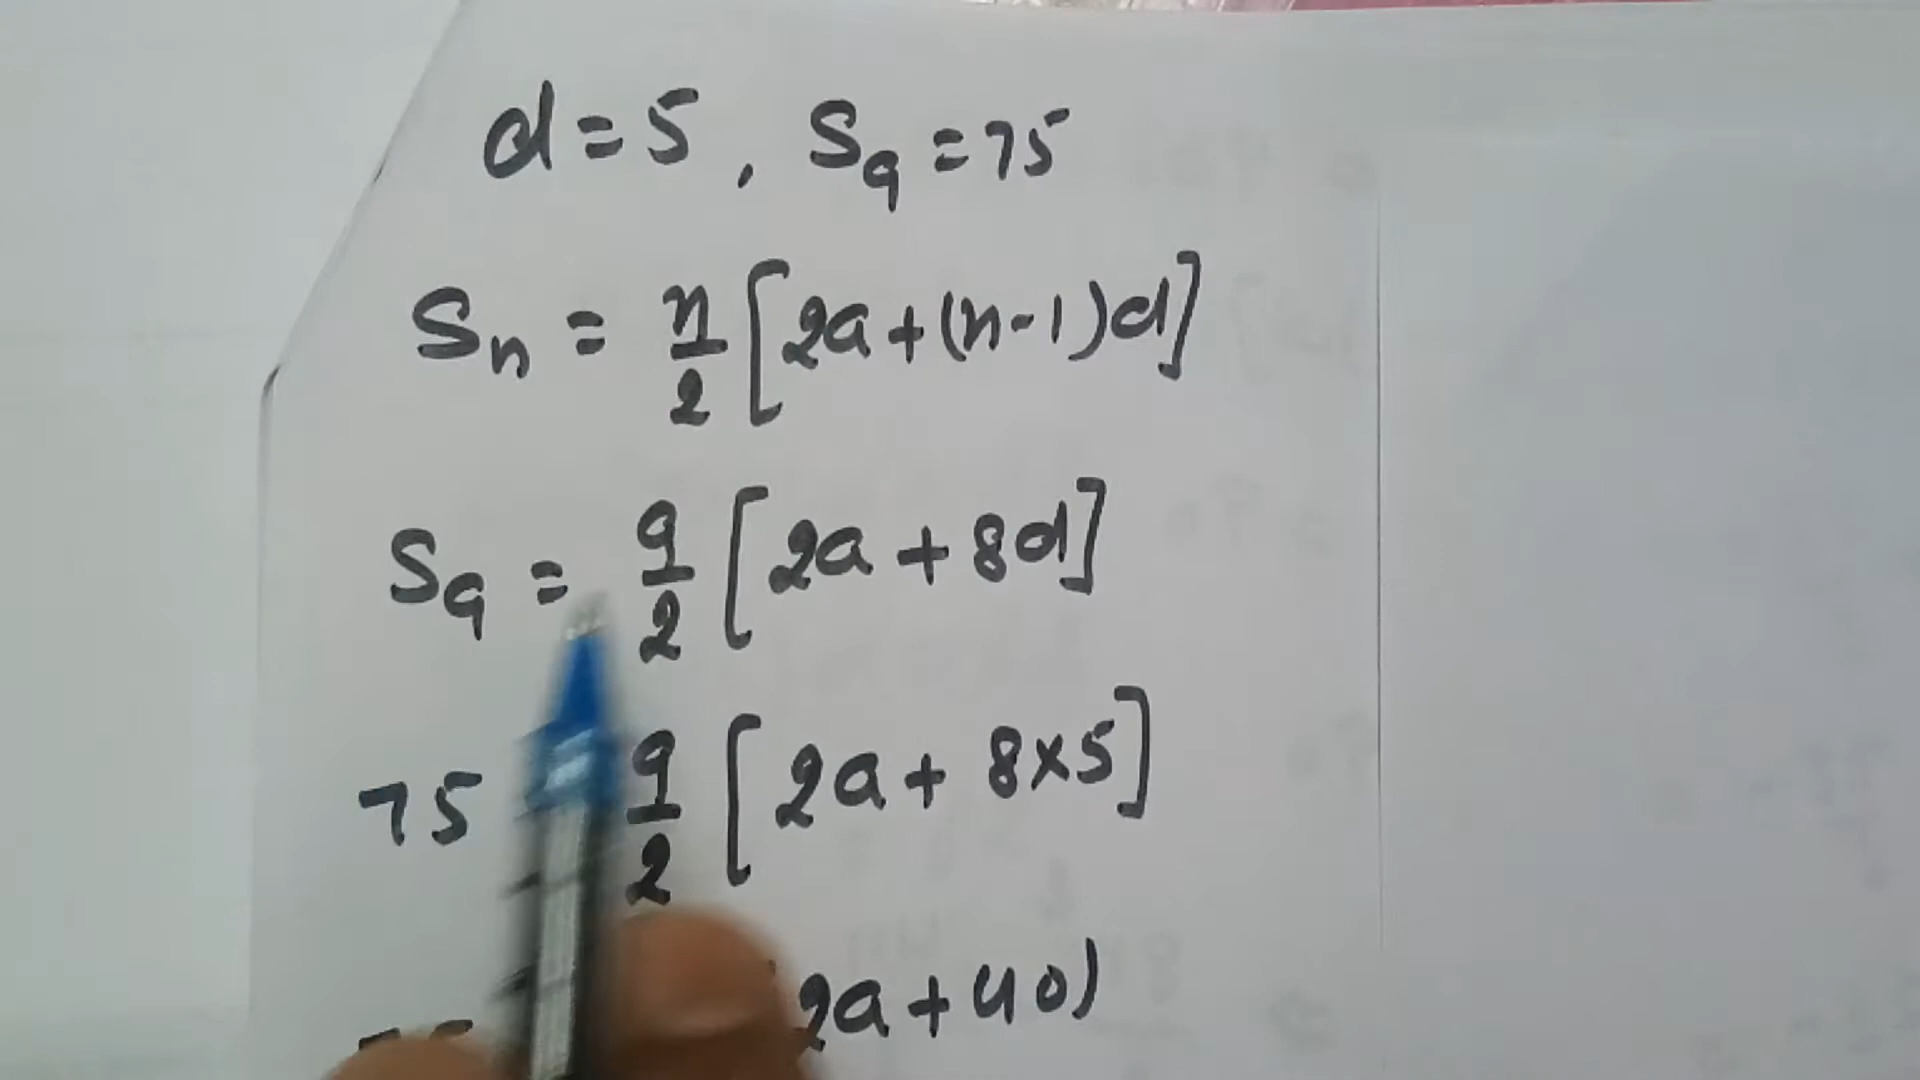 d = 5, S₉ = 75
Sₙ = n/2 [2a + (n-1)d]
S₉ = 9/2 [2a + 8d]
75 9/2 [2a + 8×5]
2a + 40)